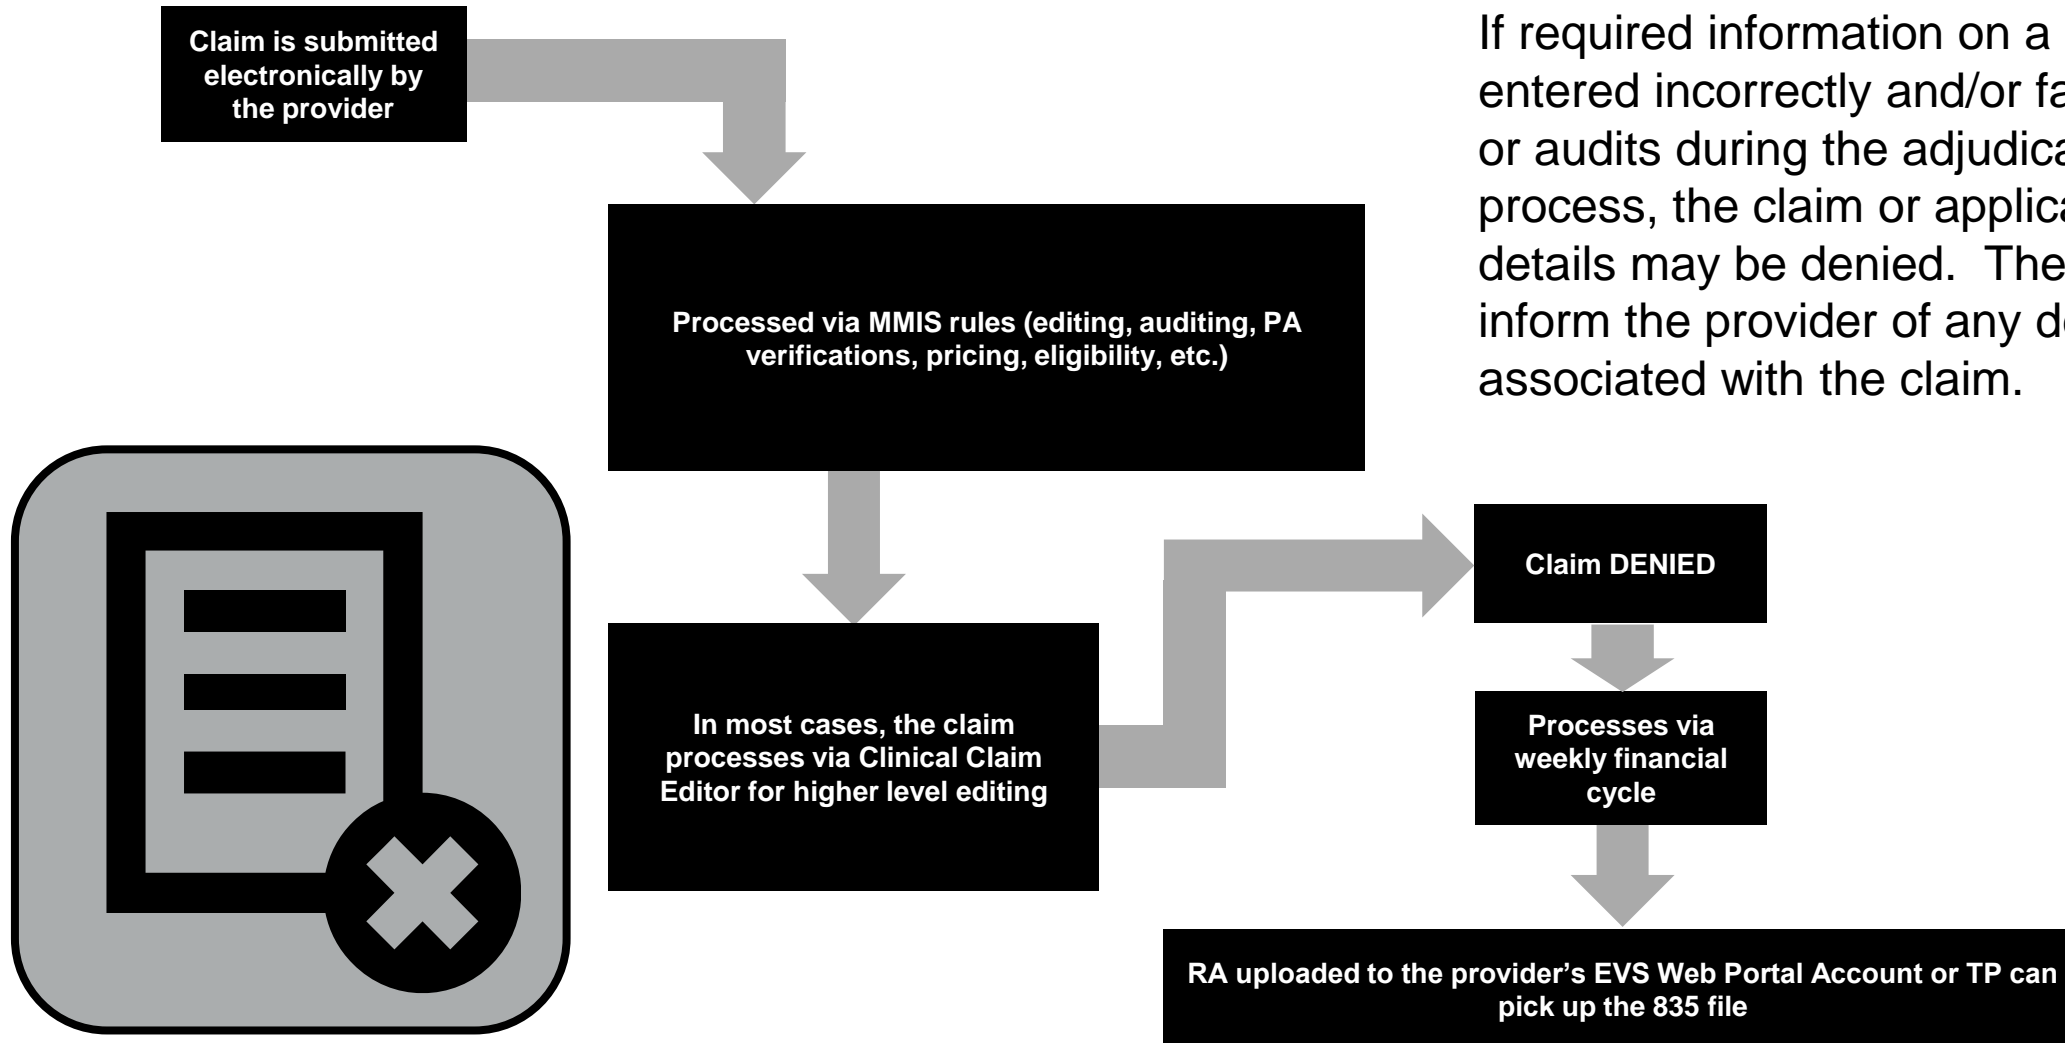 Claim is submitted
electronically by
the provider
If required information on a
entered incorrectly and/or
or audits during the
process, the claim or
details may be denied.  The
inform the provider of any
associated with the claim.
Processed via MMIS rules (editing, auditing, PA
verifications, pricing, eligibility, etc.)
In most cases, the claim
processes via Clinical Claim
Editor for higher level editing
Claim DENIED
Processes via
weekly financial
cycle
RA uploaded to the provider’s EVS Web Portal Account or TP can
pick up the 835 file